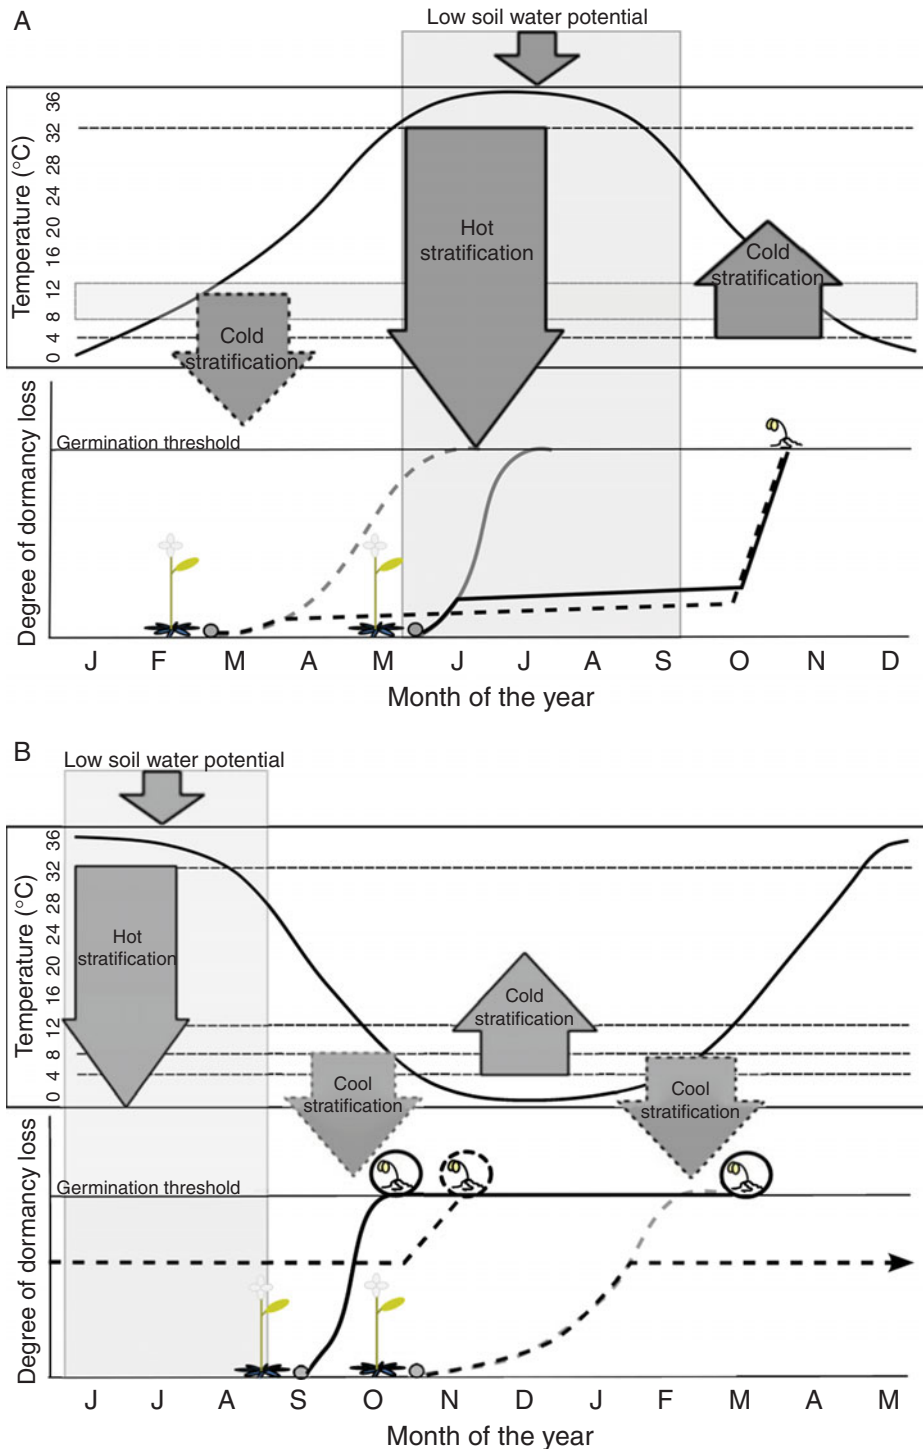 A
Low soil water potential
Temperature (°C)
36
32
28
24
20
16
12
8
4
0
Hot
stratification
Cold
stratification
Cold
stratification
Degree of dormancy loss
Germination threshold
J F M A M J J A S O N D
Month of the year
B
Low soil water potential
Temperature (°C)
36
32
28
24
20
16
12
8
4
0
Hot
stratification
Cold
stratification
Cool
stratification
Cool
stratification
Degree of dormancy loss
Germination threshold
J J A S O N D J F M A M
Month of the year